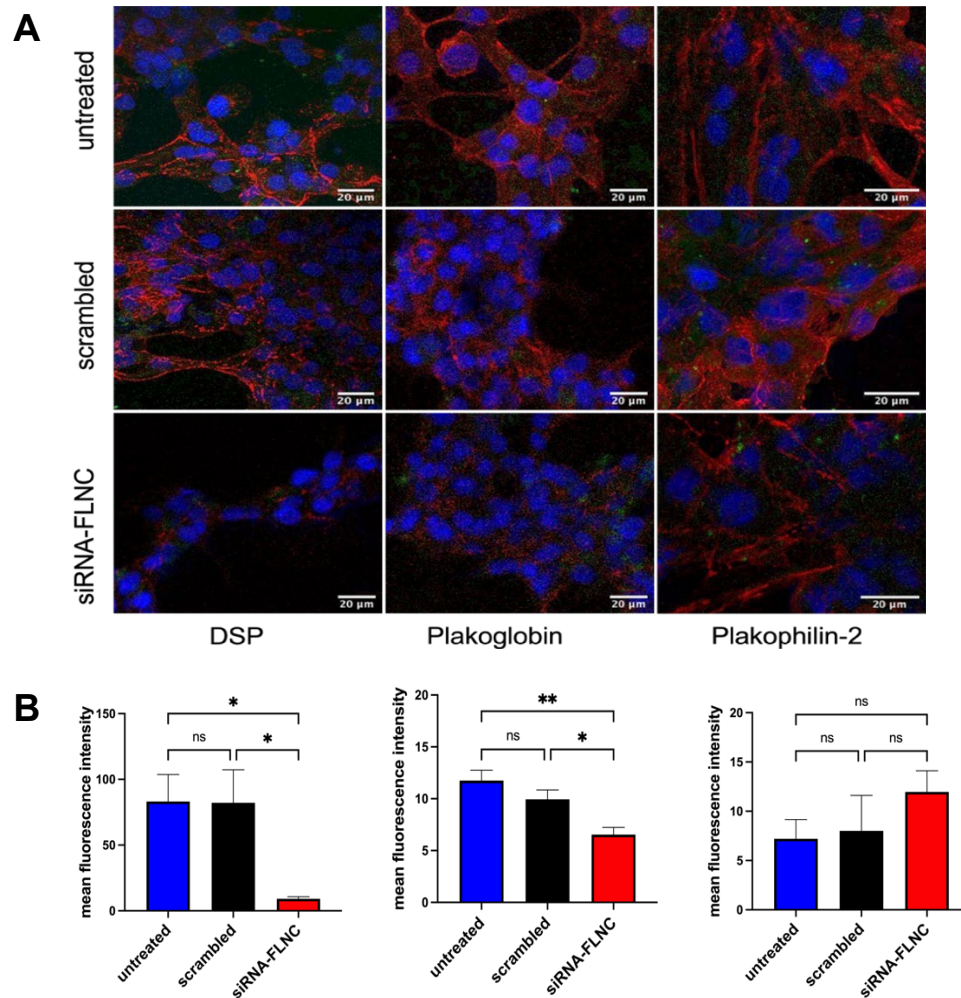 A
untreated
20 µm
20 µm
20 µm
scrambled
20 µm
20 µm
20 µm
siRNA-FLNC
20 µm
20 µm
20 µm
DSP
Plakoglobin
Plakophilin-2
B
mean fluorescence intensity
150
100
50
0
*
ns
*
untreated
scrambled
siRNA-FLNC
mean fluorescence intensity
20
15
10
5
0
**
ns
*
untreated
scrambled
siRNA-FLNC
mean fluorescence intensity
20
15
10
5
0
ns
ns
ns
untreated
scrambled
siRNA-FLNC